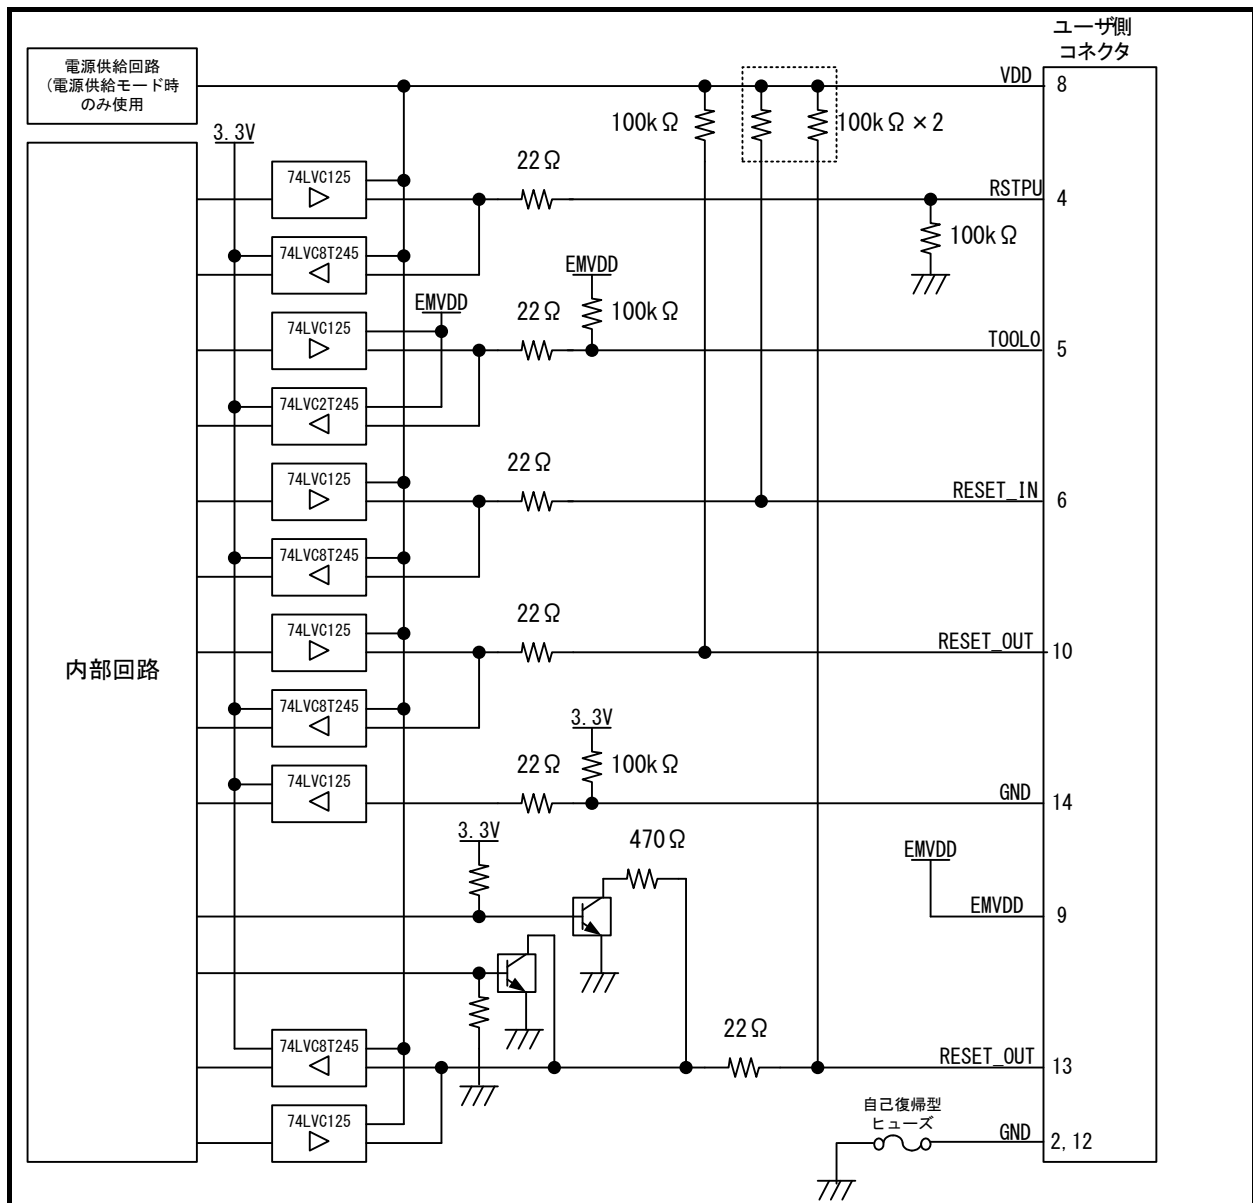 ユーザ側
コネクタ
電源供給回路
(電源供給モード時
のみ使用
VDD
8
3.3V
100kΩ
100kΩ×2
74LVC125
22Ω
RSTPU
4
74LVC8T245
100kΩ
EMVDD
EMVDD
74LVC125
22Ω
100kΩ
TOOL0
5
74LVC2T245
74LVC125
22Ω
RESET_IN
6
74LVC8T245
内部回路
74LVC125
22Ω
RESET_OUT
10
74LVC8T245
3.3V
74LVC125
22Ω
100kΩ
GND
14
3.3V
470Ω
EMVDD
EMVDD
9
74LVC8T245
22Ω
RESET_OUT
13
74LVC125
自己復帰型
ヒューズ
GND
2,12